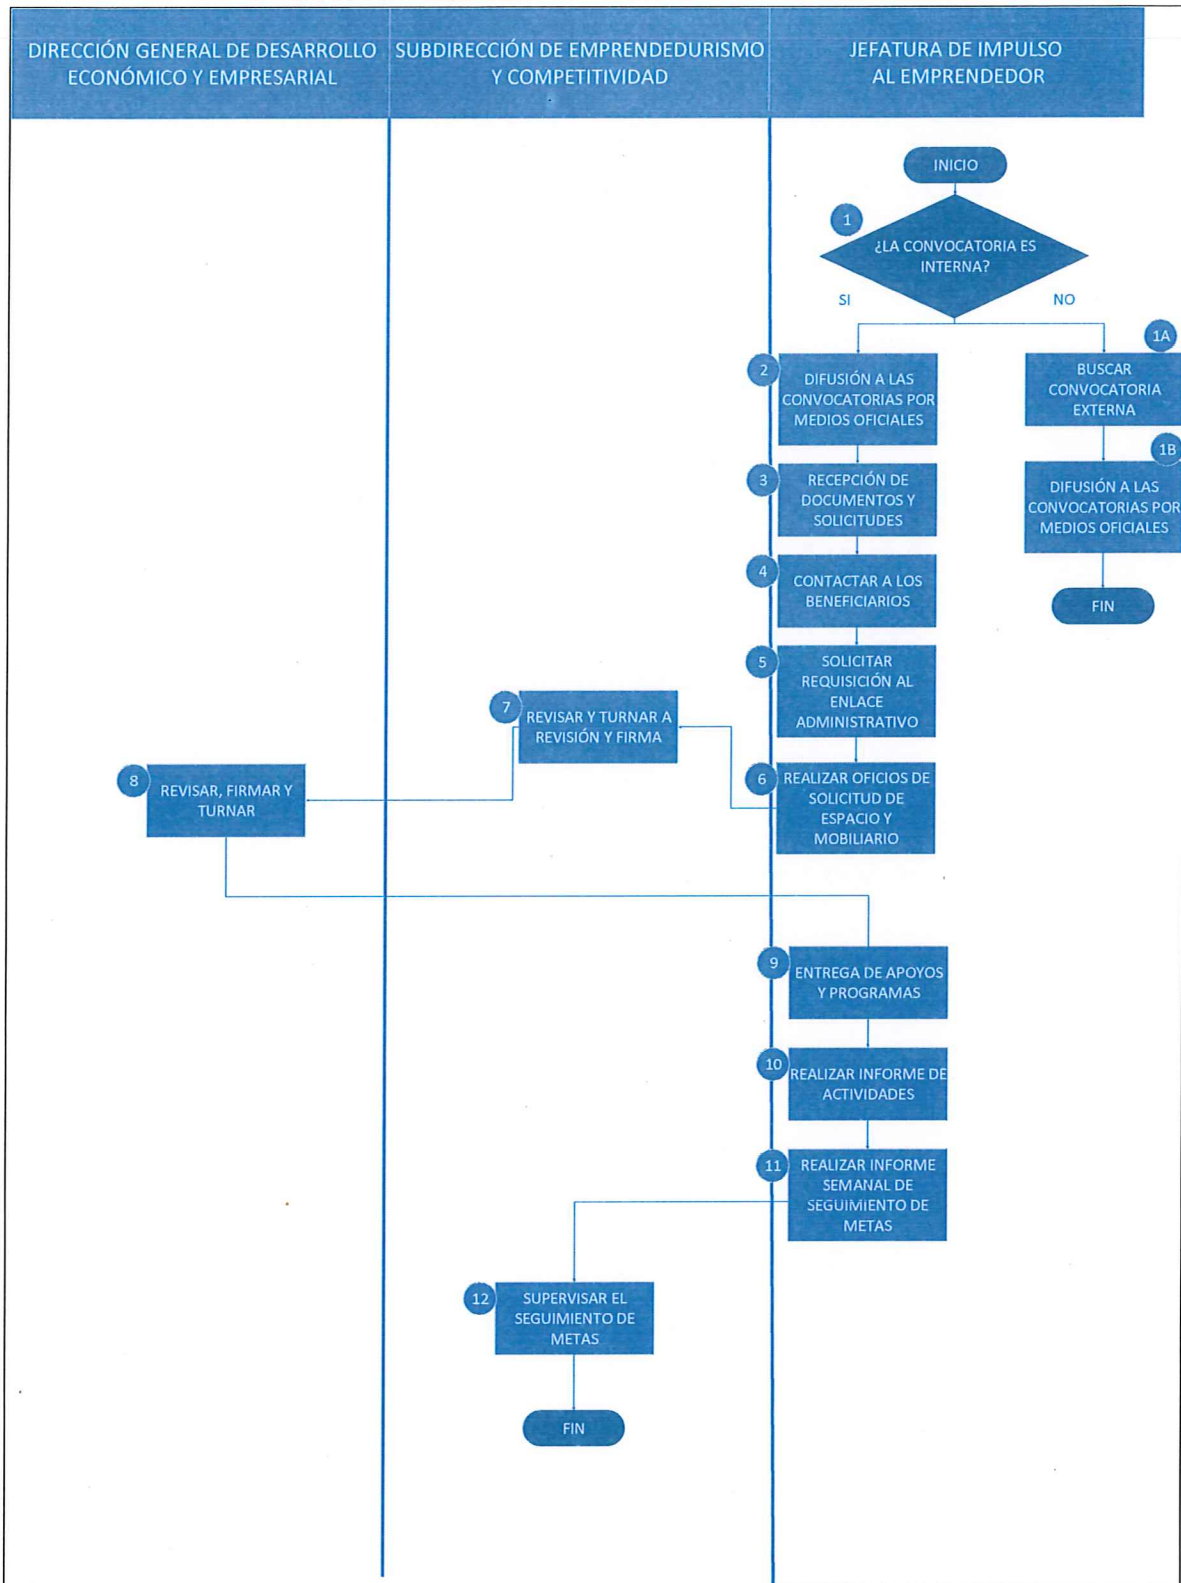 DIRECCIÓN GENERAL DE DESARROLLO
ECONÓMICO Y EMPRESARIAL
SUBDIRECCIÓN DE EMPRENDEDURISMO
Y COMPETITIVIDAD
JEFATURA DE IMPULSO
AL EMPRENDEDOR
INICIO
1
¿LA CONVOCATORIA ES
INTERNA?
SI
NO
1A
BUSCAR
CONVOCATORIA
EXTERNA
1B
DIFUSIÓN A LAS
CONVOCATORIAS POR
MEDIOS OFICIALES
FIN
2
DIFUSIÓN A LAS
CONVOCATORIAS POR
MEDIOS OFICIALES
3
RECEPCIÓN DE
DOCUMENTOS Y
SOLICITUDES
4
CONTACTAR A LOS
BENEFICIARIOS
5
SOLICITAR
REQUISICIÓN AL
ENLACE
ADMINISTRATIVO
6
REALIZAR OFICIOS DE
SOLICITUD DE
ESPACIO Y
MOBILIARIO
7
REVISAR Y TURNAR A
REVISIÓN Y FIRMA
8
REVISAR, FIRMAR Y
TURNAR
9
ENTREGA DE APOYOS
Y PROGRAMAS
10
REALIZAR INFORME DE
ACTIVIDADES
11
REALIZAR INFORME
SEMANAL DE
SEGUIMIENTO DE
METAS
12
SUPERVISAR EL
SEGUIMIENTO DE
METAS
FIN